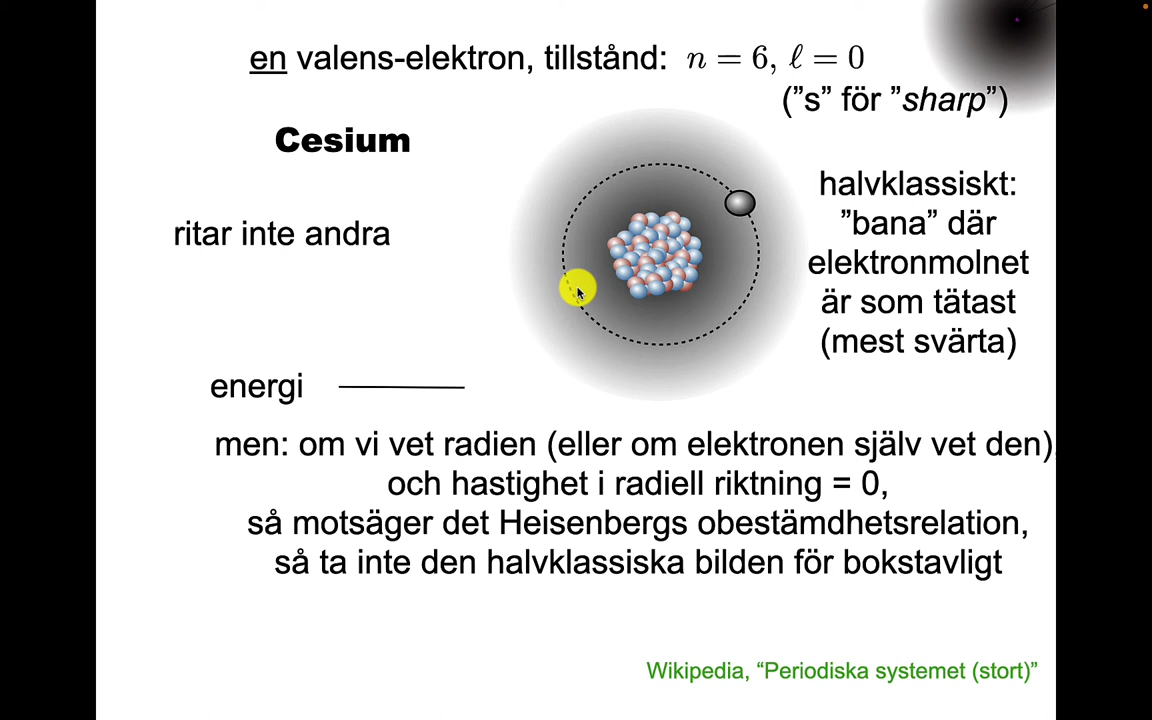 en valens-elektron, tillstånd: n = 6, ℓ = 0
(”s” för ”sharp”)
Cesium
halvklassiskt:
”bana” där
elektronmolnet
är som tätast
(mest svärta)
ritar inte andra
energi
men: om vi vet radien (eller om elektronen själv vet den)
och hastighet i radiell riktning = 0,
så motsäger det Heisenbergs obestämdhetsrelation,
så ta inte den halvklassiska bilden för bokstavligt
Wikipedia, “Periodiska systemet (stort)”